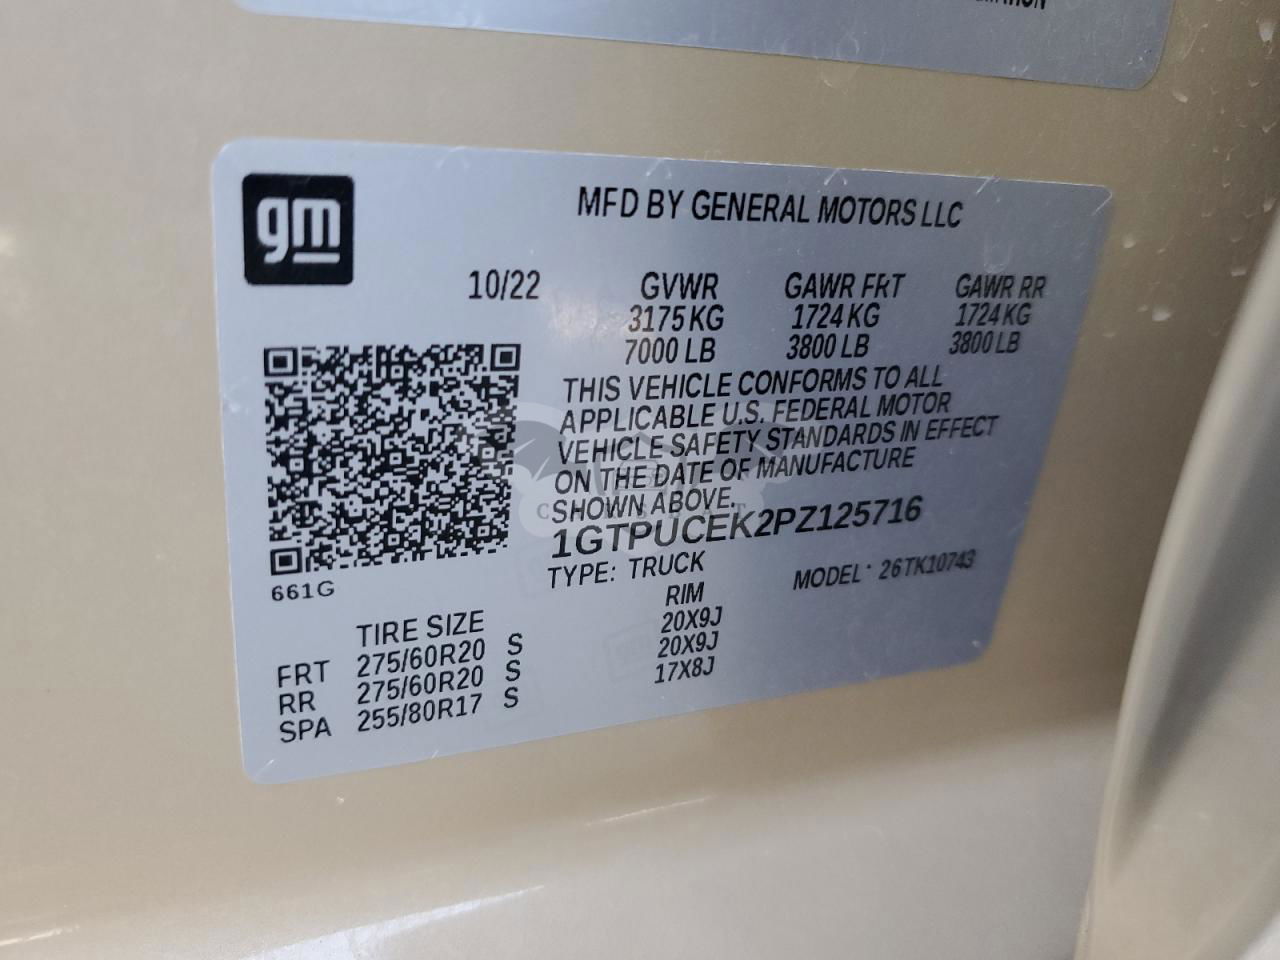 gm
MFD BY GENERAL MOTORS LLC
10/22 GVWR GAWR FRT GAWR RR
3175 KG 1724 KG 1724 KG
7000 LB 3800 LB 3800 LB
THIS VEHICLE CONFORMS TO ALL
APPLICABLE U.S. FEDERAL MOTOR
VEHICLE SAFETY STANDARDS IN EFFECT
ON THE DATE OF MANUFACTURE
SHOWN ABOVE.
1GTPUCEK2PZ125716
TYPE: TRUCK MODEL: 26TK10743
661G
TIRE SIZE RIM
FRT 275/60R20 S 20X9J
RR 275/60R20 S 20X9J
SPA 255/80R17 S 17X8J